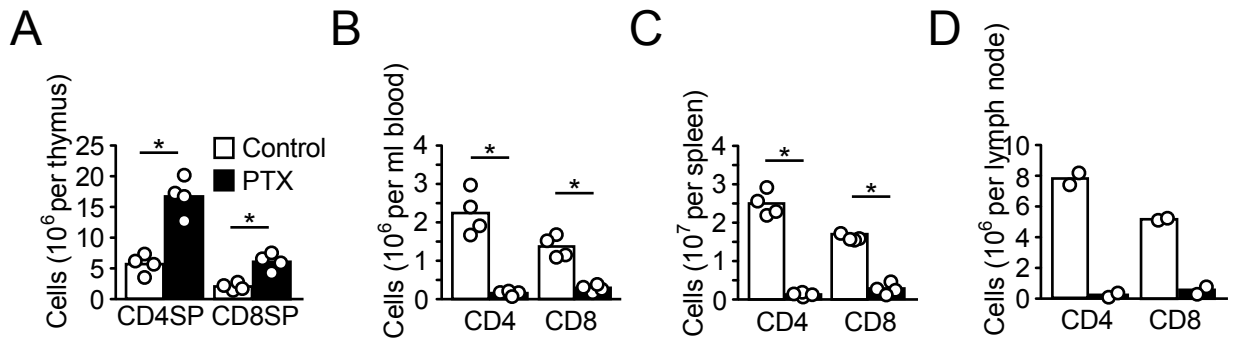 A
Cells (10^6 per thymus)
25
20
15
10
5
0
*
*
Control
PTX
CD4SP
CD8SP
B
Cells (10^6 per ml blood)
4
3
2
1
0
*
*
CD4
CD8
C
Cells (10^7 per spleen)
4
3
2
1
0
*
*
CD4
CD8
D
Cells (10^6 per lymph node)
10
8
6
4
2
0
CD4
CD8